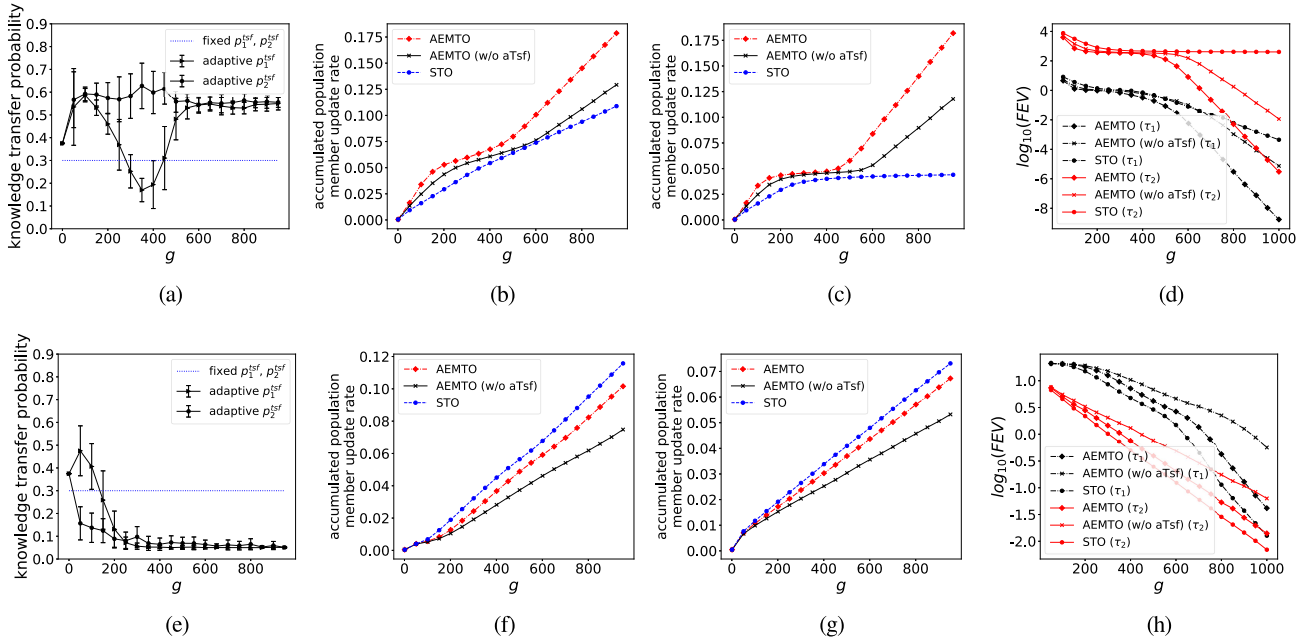 knowledge transfer probability
0.9
0.8
0.7
0.6
0.5
0.4
0.3
0.2
0.1
0.0
fixed p₁ᵗˢᶠ, p₂ᵗˢᶠ
adaptive p₁ᵗˢᶠ
adaptive p₂ᵗˢᶠ
0 200 400 600 800
g
(a)
accumulated population
member update rate
0.175
0.150
0.125
0.100
0.075
0.050
0.025
0.000
AEMTO
AEMTO (w/o aTsf)
STO
0 200 400 600 800
g
(b)
accumulated population
member update rate
0.175
0.150
0.125
0.100
0.075
0.050
0.025
0.000
AEMTO
AEMTO (w/o aTsf)
STO
0 200 400 600 800
g
(c)
log₁₀(FEV)
4
2
0
-2
-4
-6
-8
AEMTO (τ₁)
AEMTO (w/o aTsf) (τ₁)
STO (τ₁)
AEMTO (τ₂)
AEMTO (w/o aTsf) (τ₂)
STO (τ₂)
200 400 600 800 1000
g
(d)
knowledge transfer probability
0.9
0.8
0.7
0.6
0.5
0.4
0.3
0.2
0.1
0.0
fixed p₁ᵗˢᶠ, p₂ᵗˢᶠ
adaptive p₁ᵗˢᶠ
adaptive p₂ᵗˢᶠ
0 200 400 600 800
g
(e)
accumulated population
member update rate
0.12
0.10
0.08
0.06
0.04
0.02
0.00
AEMTO
AEMTO (w/o aTsf)
STO
0 200 400 600 800
g
(f)
accumulated population
member update rate
0.07
0.06
0.05
0.04
0.03
0.02
0.01
0.00
AEMTO
AEMTO (w/o aTsf)
STO
0 200 400 600 800
g
(g)
log₁₀(FEV)
1.0
0.5
0.0
-0.5
-1.0
-1.5
-2.0
AEMTO (τ₁)
AEMTO (w/o aTsf) (τ₁)
STO (τ₁)
AEMTO (τ₂)
AEMTO (w/o aTsf) (τ₂)
STO (τ₂)
200 400 600 800 1000
g
(h)